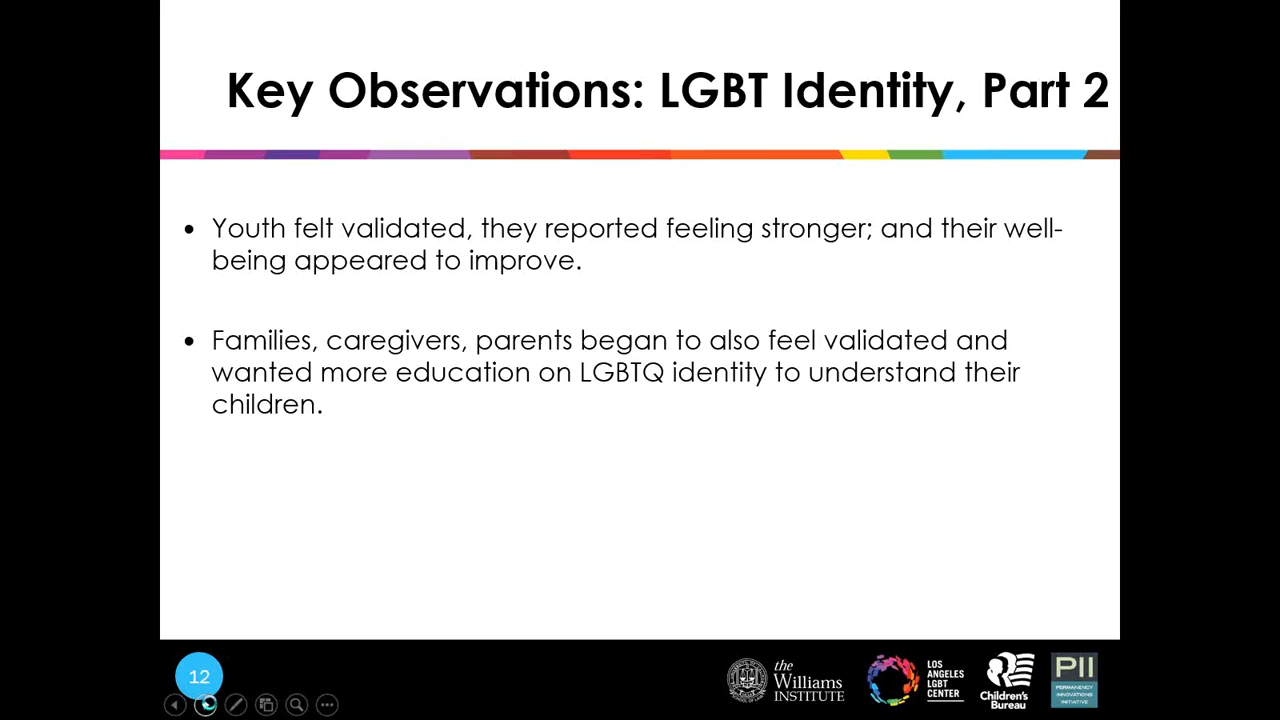 Key Observations: LGBT Identity, Part 2
• Youth felt validated, they reported feeling stronger; and their well-
being appeared to improve.
• Families, caregivers, parents began to also feel validated and
wanted more education on LGBTQ identity to understand their
children.
12
the
Williams
INSTITUTE
LOS
ANGELES
LGBT
CENTER
Children's
Bureau
PII
PERMANENCY
INNOVATIONS
INITIATIVE